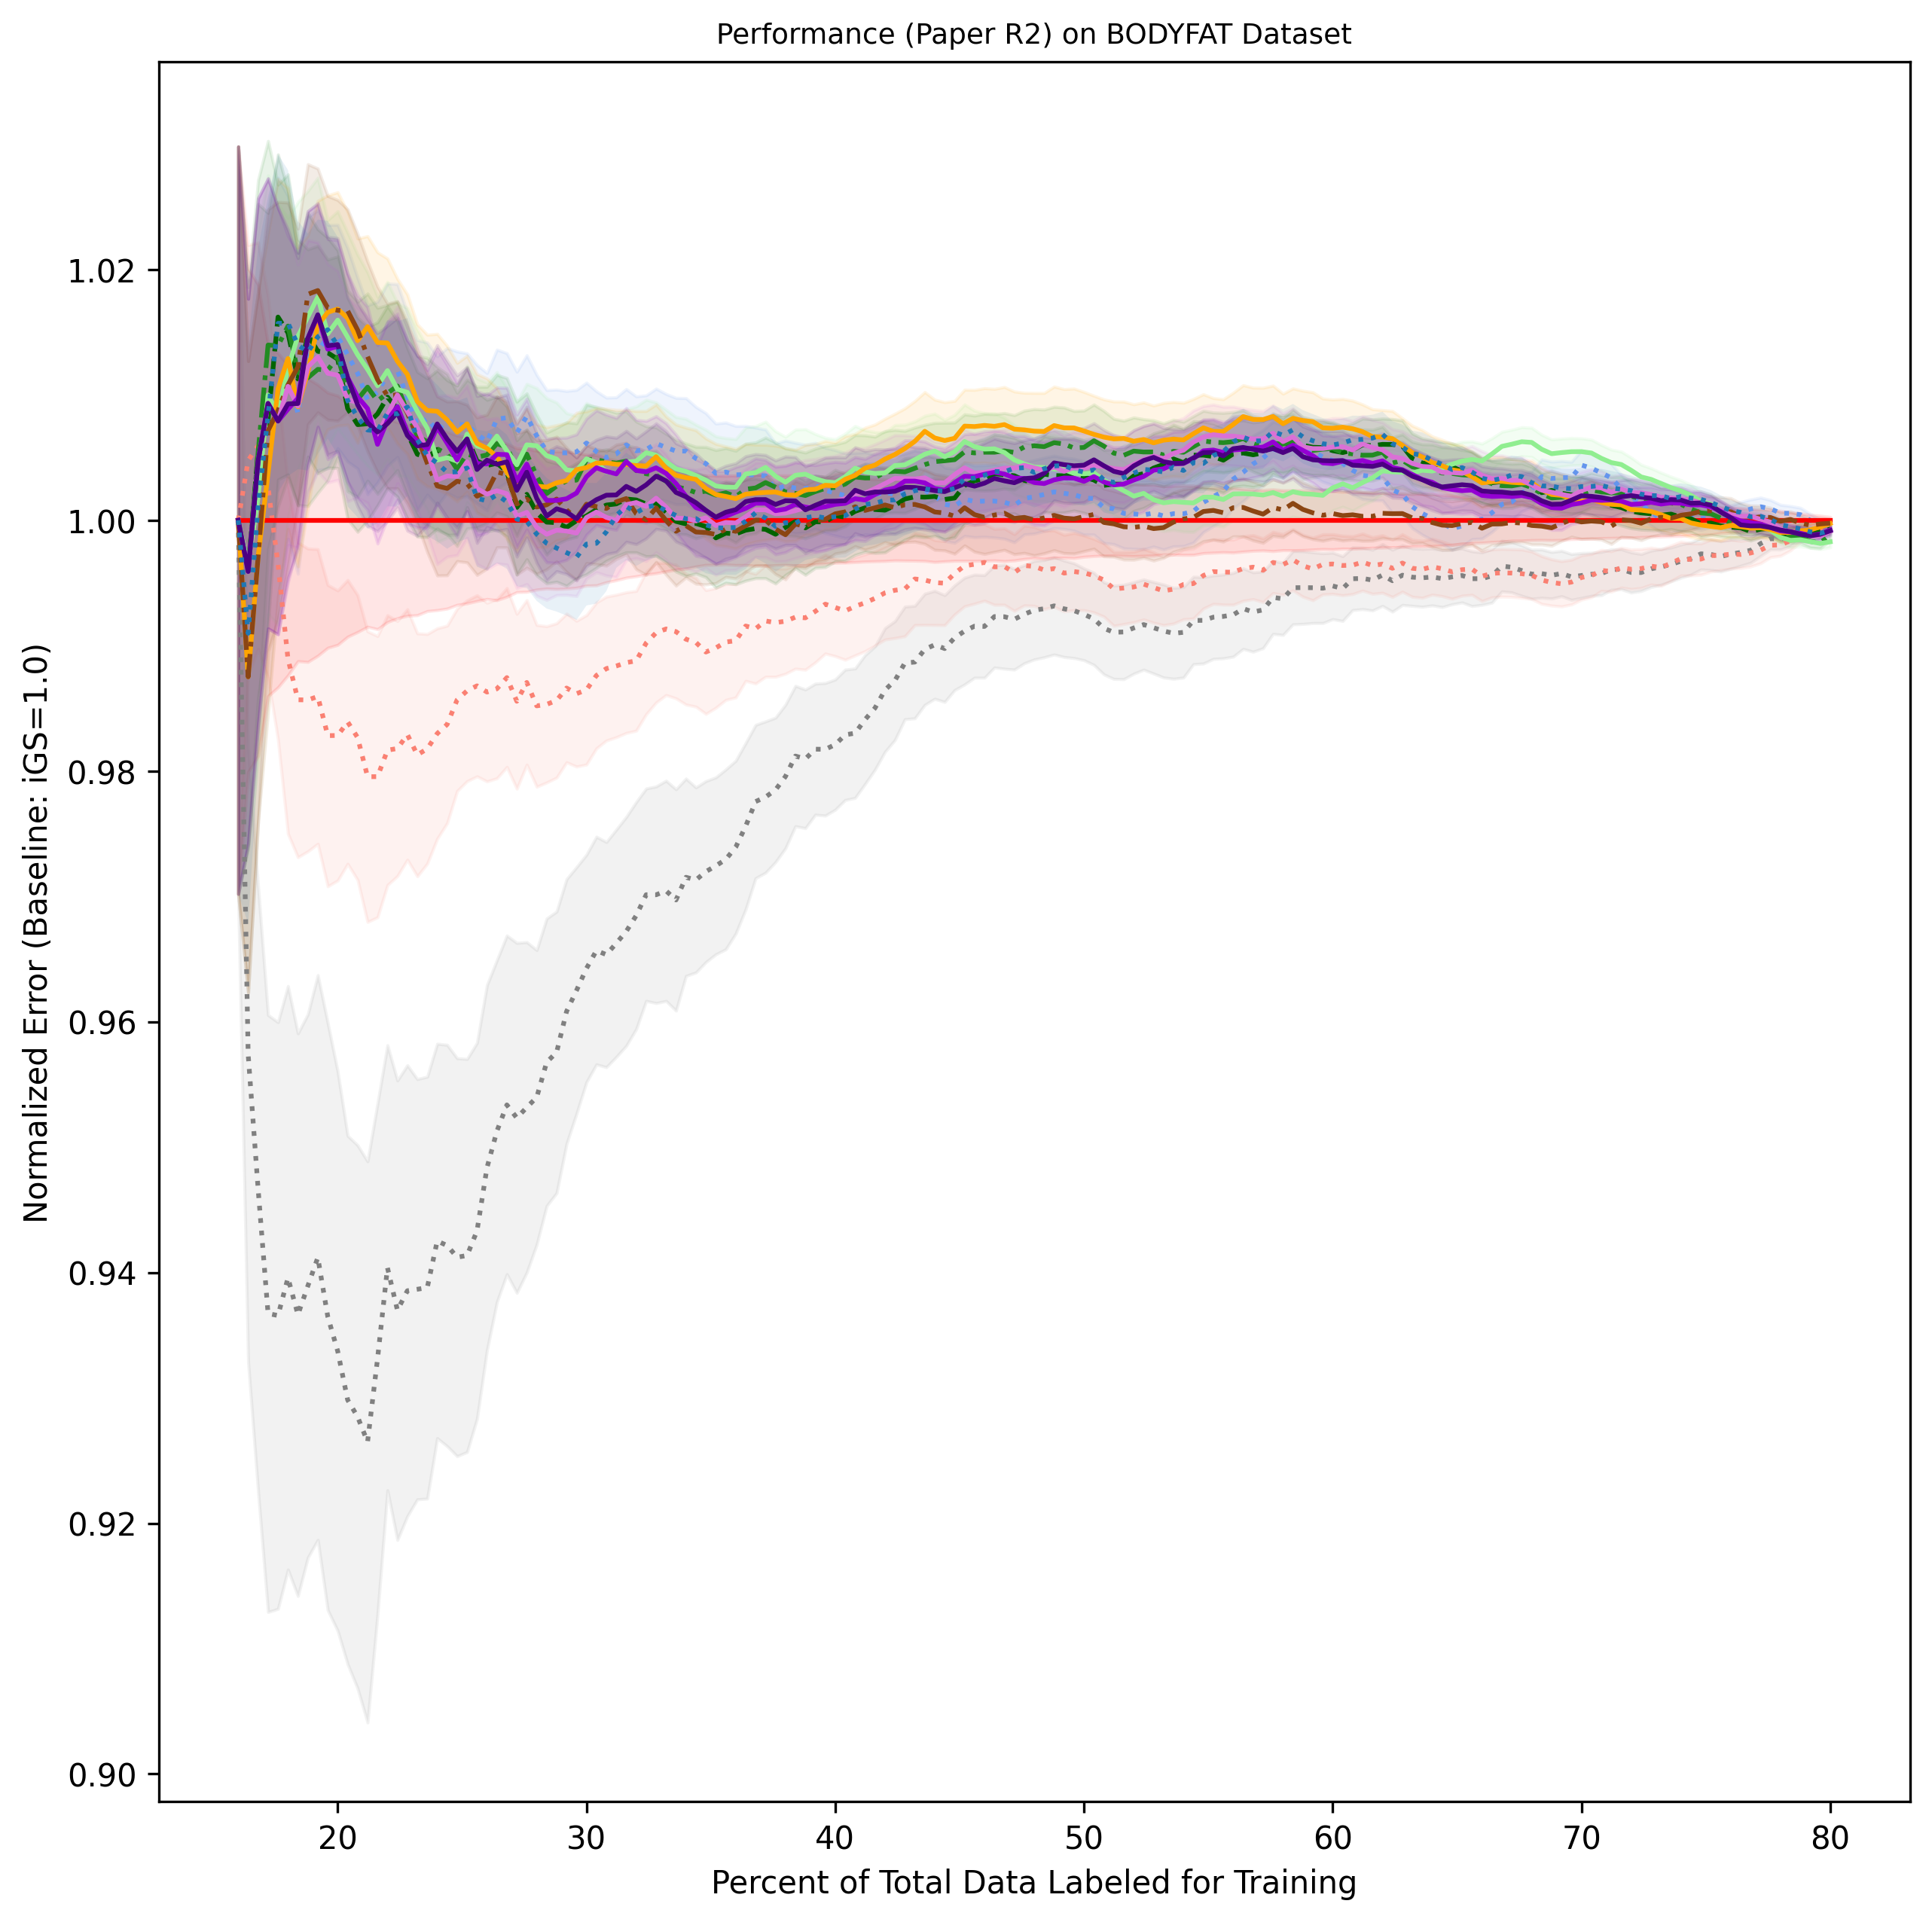 Performance (Paper R2) on BODYFAT Dataset
Normalized Error (Baseline: iGS=1.0)
1.02
1.00
0.98
0.96
0.94
0.92
0.90
20 30 40 50 60 70 80
Percent of Total Data Labeled for Training